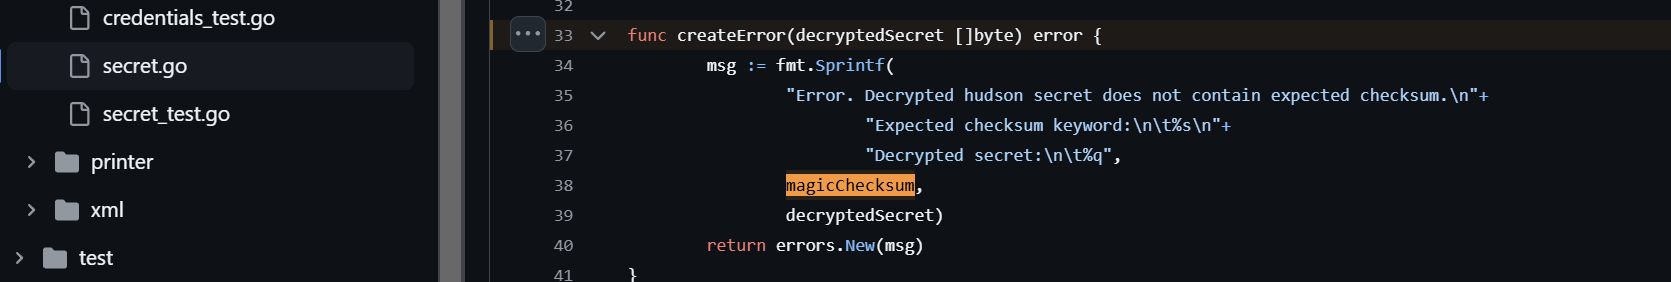 credentials_test.go
secret.go
secret_test.go
printer
xml
test
32
33 func createError(decryptedSecret []byte) error {
34 msg := fmt.Sprintf(
35 "Error. Decrypted hudson secret does not contain expected checksum.\n"+
36 "Expected checksum keyword:\n\t%s\n"+
37 "Decrypted secret:\n\t%q",
38 magicChecksum,
39 decryptedSecret)
40 return errors.New(msg)
41 }